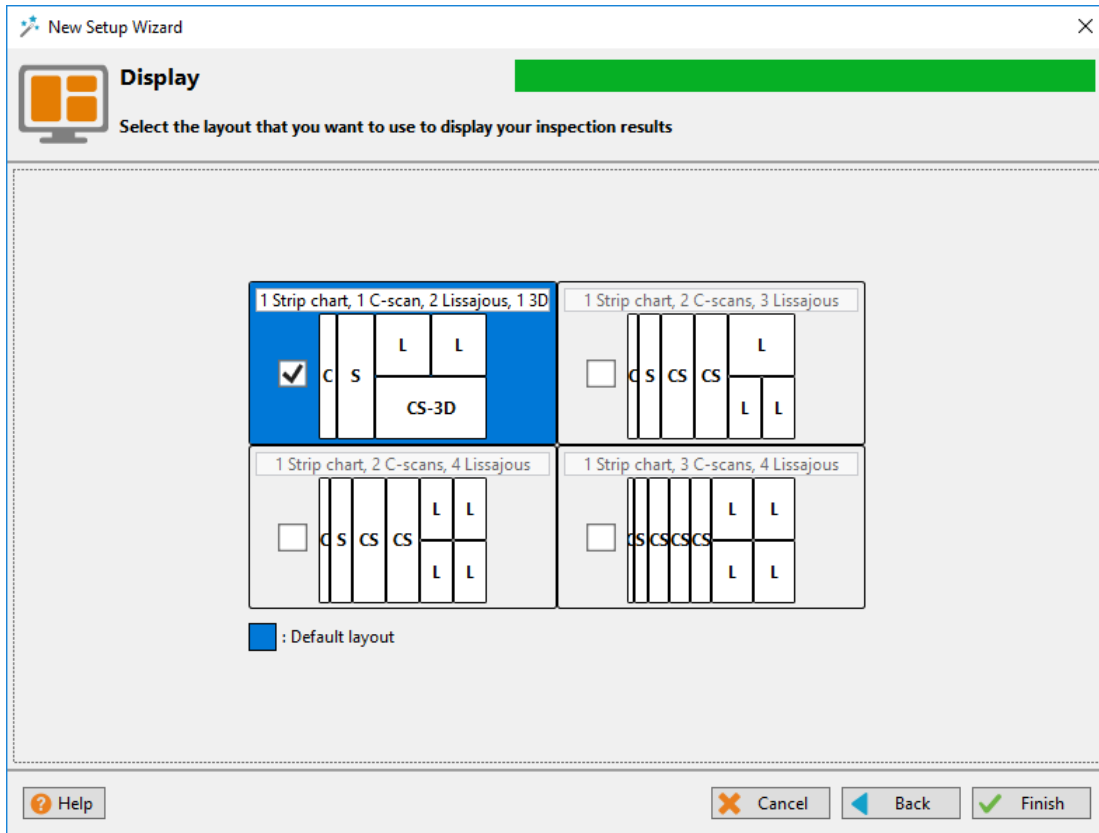 New Setup Wizard
Display
Select the layout that you want to use to display your inspection results
1 Strip chart, 1 C-scan, 2 Lissajous, 1 3D
C S L L
CS-3D
1 Strip chart, 2 C-scans, 3 Lissajous
C S CS CS L
L L
1 Strip chart, 2 C-scans, 4 Lissajous
C S CS CS L L
L L
1 Strip chart, 3 C-scans, 4 Lissajous
C S CS CS CS L L
L L
: Default layout
Help
Cancel
Back
Finish